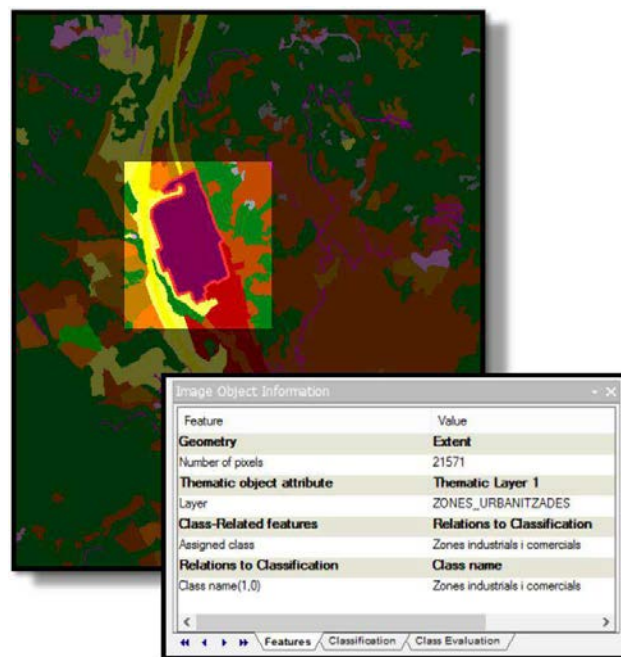 Image Object Information
Feature Value
Geometry Extent
Number of pixels 21571
Thematic object attribute Thematic Layer 1
Layer ZONES_URBANITZADES
Class-Related features Relations to Classification
Assigned class Zones industrials i comercials
Relations to Classification Class name
Class name(1,0) Zones industrials i comercials
Features Classification Class Evaluation